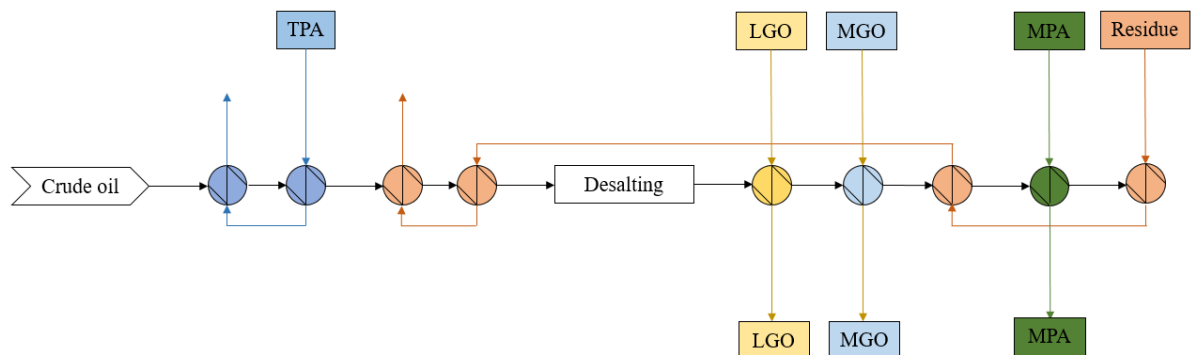 TPA
LGO
MGO
MPA
Residue
Crude oil
Desalting
LGO
MGO
MPA